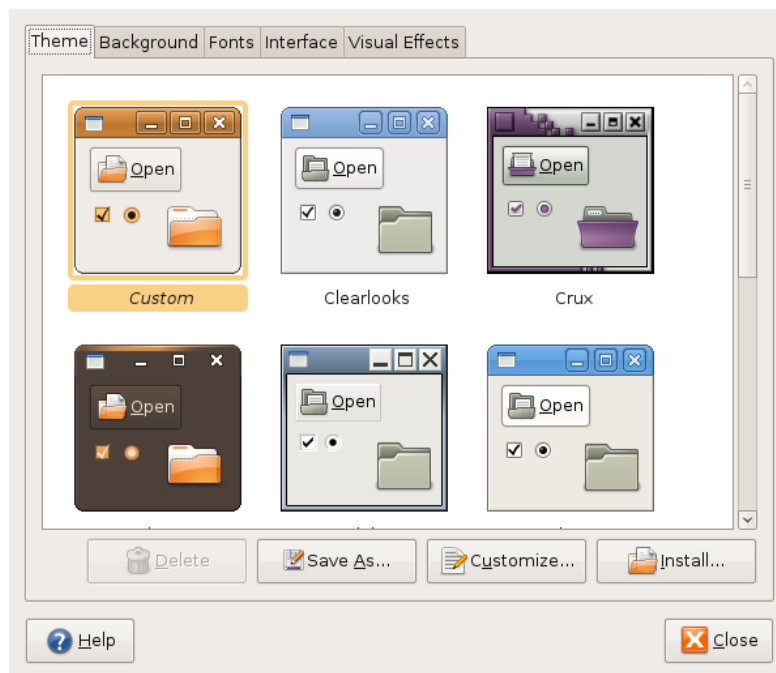 Theme Background Fonts Interface Visual Effects
Open Open Open
Custom Clearlooks Crux
Open Open Open
Delete Save As... Customize... Install...
Help Close